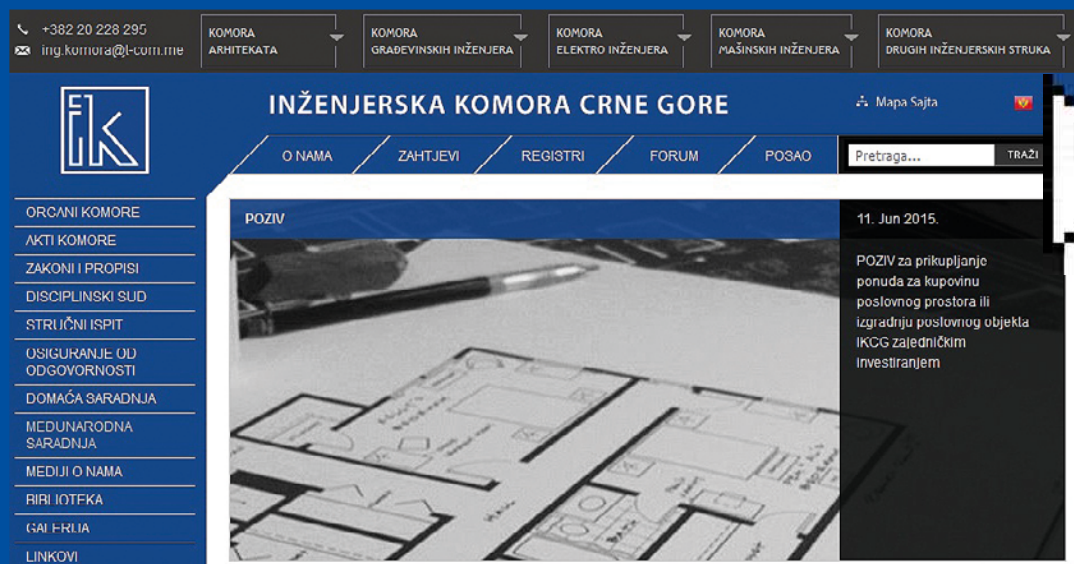 +382 20 228 295
ing.komora@t-com.me
KOMORA
ARHITEKATA
KOMORA
GRAĐEVINSKIH INŽENJERA
KOMORA
ELEKTRO INŽENJERA
KOMORA
MAŠINSKIH INŽENJERA
KOMORA
DRUGIH INŽENJERSKIH STRUKA
INŽENJERSKA KOMORA CRNE GORE
Mapa Sajta
O NAMA
ZAHTJEVI
REGISTRI
FORUM
POSAO
Pretraga...
TRAŽI
ORGANI KOMORE
AKTI KOMORE
ZAKONI I PROPISI
DISCIPLINSKI SUD
STRUČNI ISPIT
OSIGURANJE OD
ODGOVORNOSTI
DOMAĆA SARADNJA
MEĐUNARODNA
SARADNJA
MEDIJI O NAMA
BIBLIOTEKA
GALERIJA
LINKOVI
POZIV
11. Jun 2015.
POZIV za prikupljanje
ponuda za kupovinu
poslovnog prostora ili
izgradnju poslovnog objekta
IKCG zajedničkim
investiranjem
HALL
BATH